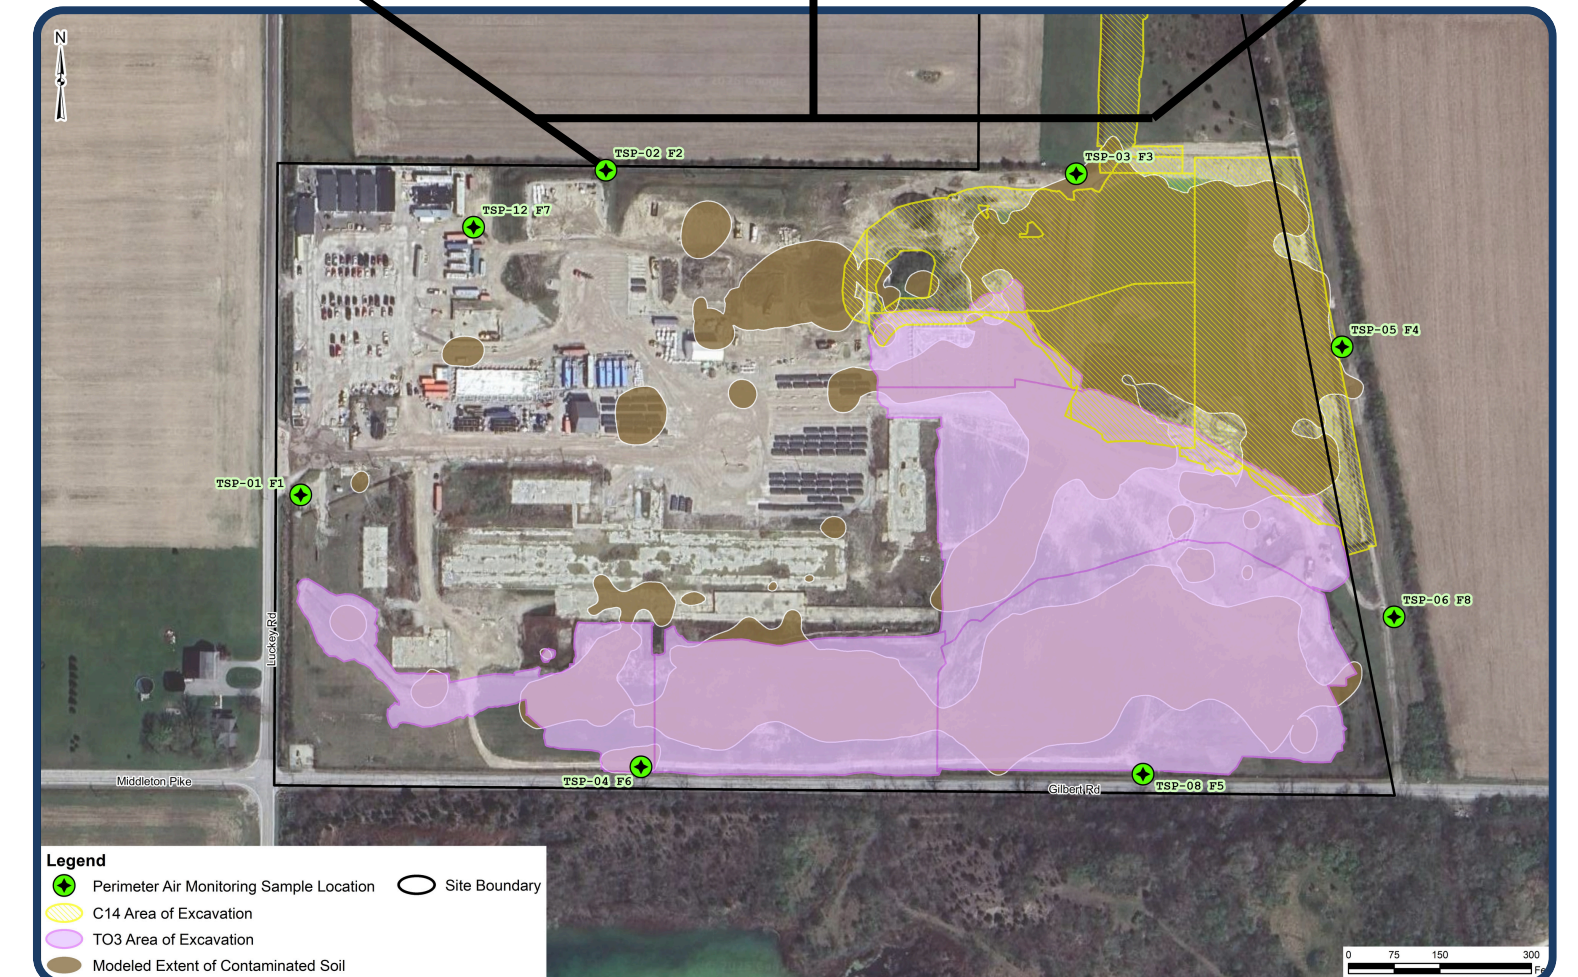 N
TSP-02 F2
TSP-03 F3
TSP-12 F7
TSP-05 F4
TSP-01 F1
TSP-06 F8
Luckey Rd
Middleton Pike
TSP-04 F6
TSP-08 F5
Gilbert Rd
Legend
Perimeter Air Monitoring Sample Location
Site Boundary
C14 Area of Excavation
TO3 Area of Excavation
Modeled Extent of Contaminated Soil
0 75 150 300